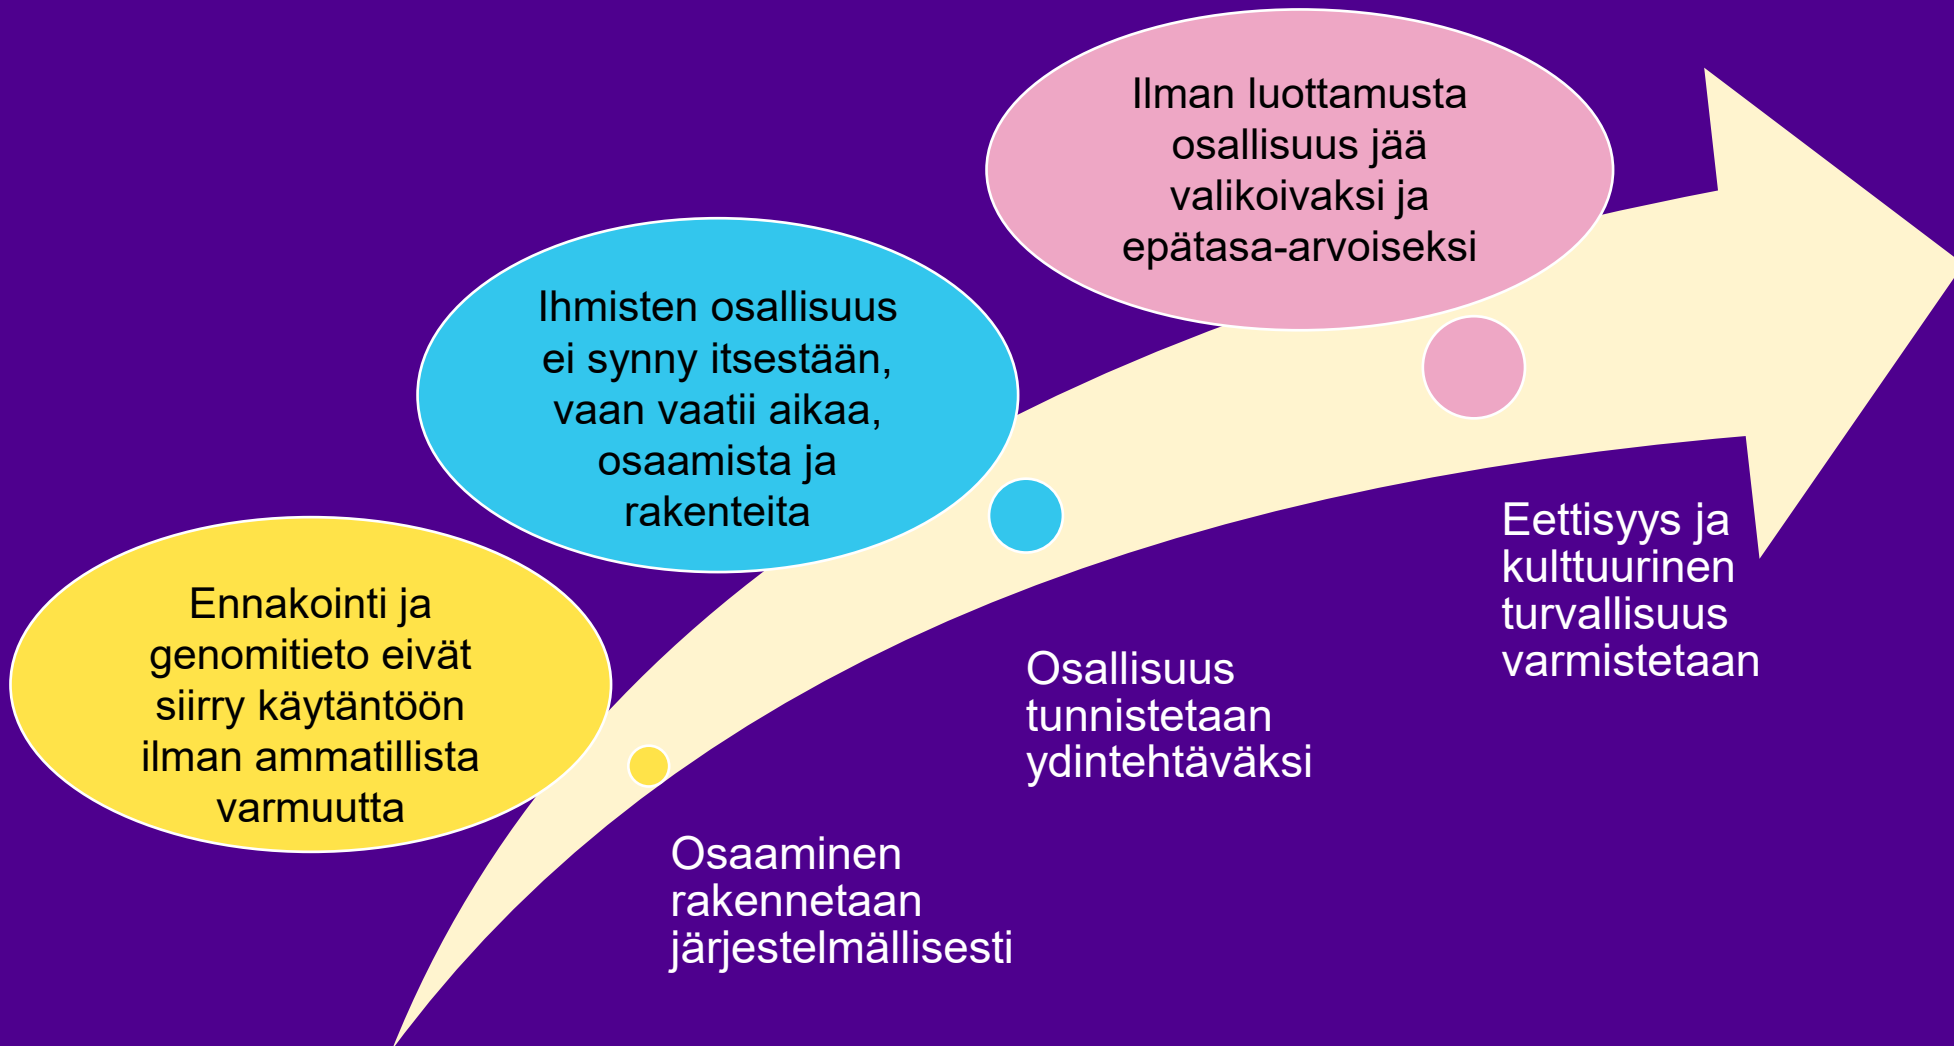 Ilman luottamusta
osallisuus jää
valikoivaksi ja
epätasa-arvoiseksi
Ihmisten osallisuus
ei synny itsestään,
vaan vaatii aikaa,
osaamista ja
rakenteita
Ennakointi ja
genomitieto eivät
siirry käytäntöön
ilman ammatillista
varmuutta
Eettisyys ja
kulttuurinen
turvallisuus
varmistetaan
Osallisuus
tunnistetaan
ydintehtäväksi
Osaaminen
rakennetaan
järjestelmällisesti